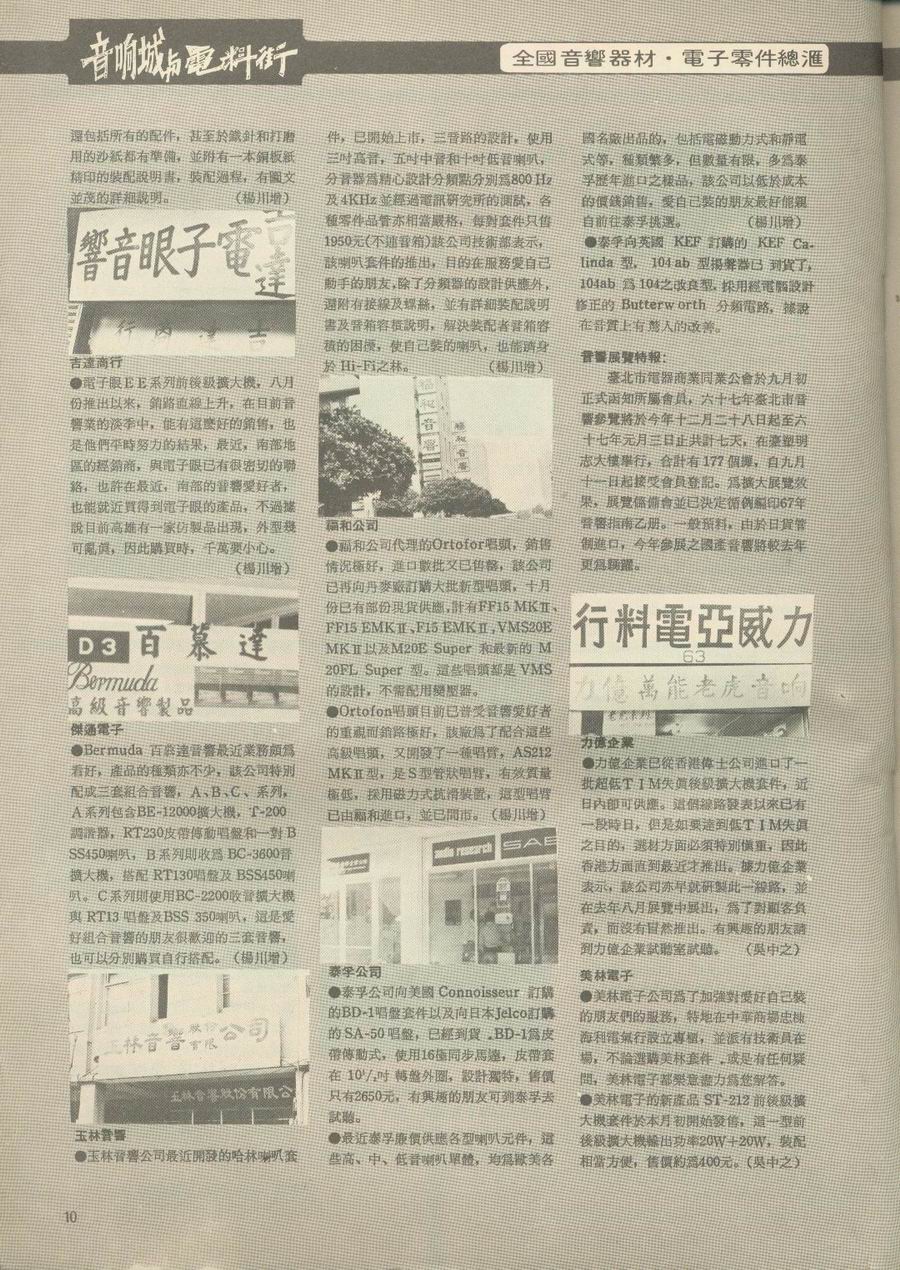 音响城与電料街
全國音響器材・電子零件總滙
還包括所有的配件，甚至於鐵針和打磨
用的沙紙都有準備，並附有一本銅板紙
精印的裝配說明書，裝配過程，有圖文
並茂的詳細說明。（楊川增）
吉達
電子眼音響
吉達商行
吉達商行
●電子眼EE系列前後級擴大機，八月
份推出以來，銷路直線上升，在目前音
響業的淡季中，能有這麼好的銷售，也
是他們平時努力的結果，最近，南部地
區的經銷商，與電子眼已有很密切的聯
絡，也許在最近，南部的音響愛好者，
也能就近買得到電子眼的產品，不過據
說目前高雄有一家仿製品出現，外型幾
可亂眞，因此購買時，千萬要小心。
（楊川增）
D3 百慕達
Bermuda
高級音響製品
傑通電子
●Bermuda 百慕達音響最近業務頗爲
看好，產品的種類亦不少，該公司特別
配成三套組合音響，A、B、C、系列，
A系列包含BE-12000擴大機，T-200
調諧器，RT230皮帶傳動唱盤和一對B
SS450喇叭，B系列則收爲 BC-3600音
擴大機，搭配 RT130唱盤及 BSS450喇
叭。C系列則使用BC-2200收音擴大機
與 RT13 唱盤及BSS 350喇叭，這是愛
好組合音響的朋友很歡迎的三套音響，
也可以分別購買自行搭配。（楊川增）
玉林音響股份有限公司
玉林音響股份有限公
玉林音響
●玉林音響公司最近開發的哈林喇叭套
件，已開始上市，三音路的設計，使用
三吋高音，五吋中音和十吋低音喇叭，
分音器爲精心設計分頻點分別爲800 Hz
及4KHz並經過電訊研究所的測試，各
種零件品管亦相當嚴格，每對套件只售
1950元(不連音箱)該公司技術部表示，
該喇叭套件的推出，目的在服務愛自己
動手的朋友，除了分頻器的設計供應外，
還附有接線及螺絲，並有詳細裝配說明
書及音箱容積說明，解決裝配者音箱容
積的困擾，使自己裝的喇叭，也能躋身
於 Hi-Fi之林。（楊川增）
福和音響
福和音響
福和公司
●福和公司代理的Ortofor唱頭，銷售
情況極好，進口數批又已售罄，該公司
已再向丹麥廠訂購大批新型唱頭，十月
份已有部份現貨供應，計有FF15 MKⅡ、
FF15 EMKⅡ、F15 EMKⅡ,VMS20E
MKⅡ以及M20E Super 和最新的 M
20FL Super 型。這些唱頭都是 VMS
的設計，不需配用變壓器。
●Ortofon唱頭目前已普受音響愛好者
的重視而銷路極好，該廠爲了配合這些
高級唱頭，又開發了一種唱臂，AS212
MKⅡ型，是S型管狀唱臂，有效質量
極低，採用磁力式抗滑裝置，這型唱臂
已由福和進口，並已問市。（楊川增）
audio research
SAE
泰孚公司
●泰孚公司向美國 Connoisseur 訂購
的BD-1唱盤套件以及向日本Jelco訂購
的 SA-50 唱盤，已經到貨。BD-1爲皮
帶傳動式，使用16極同步馬達，皮帶套
在 10½吋 轉盤外圈，設計獨特，售價
只有2650元，有興趣的朋友可到泰孚去
試聽。
●最近泰孚廉價供應各型喇叭元件，這
些高、中、低音喇叭單體，均爲歐美各
國名廠出品的，包括電磁動力式和靜電
式等，種類繁多，但數量有限，多爲泰
孚歷年進口之樣品，該公司以低於成本
的價錢銷售，愛自己裝的朋友最好能親
自前往泰孚挑選。（楊川增）
●泰孚向英國 KEF 訂購的 KEF Ca-
linda 型，104 ab 型揚聲器已 到貨了，
104ab 爲104之改良型，採用經電腦設計
修正的 Butterworth 分頻電路，據說
在音質上有驚人的改善。
音響展覽特報：
臺北市電器商業同業公會於九月初
正式函知所屬會員，六十七年臺北市音
響參覽將於今年十二月二十八日起至六
十七年元月三日止共計七天，在臺塑明
志大樓舉行，合計有177個攤，自九月
十一日起接受會員登記。爲擴大展覽效
果，展覽籌備會並已決定循例編印67年
音響指南乙册。一般預料，由於日貨管
制進口，今年參展之國產音響將較去年
更爲踴躍。
力威亞電料行
63
力億萬能老虎音响
力億企業
●力億企業已從香港偉士公司進口了一
批超低TIM失眞後級擴大機套件，近
日內卽可供應。這個線路發表以來已有
一段時日，但是如要達到低TIM失眞
之目的，選材方面必須特別愼重，因此
香港方面直到最近才推出。據力億企業
表示，該公司亦早就研製此一線路，並
在去年八月展覽中展出，爲了對顧客負
責，而沒有冒然推出。有興趣的朋友請
到力億企業試聽室試聽。（吳中之）
美林電子
●美林電子公司爲了加強對愛好自己裝
的朋友們的服務，特地在中華商場忠棟
海利電氣行設立專櫃，並派有技術員在
場，不論選購美林套件，或是有任何疑
問，美林電子都樂意盡力爲您解答。
●美林電子的新產品 ST-212 前後級擴
大機套件於本月初開始發售，這一型前
後級擴大機輸出功率20W+20W，裝配
相當方便，售價約爲400元。(吳中之)
10